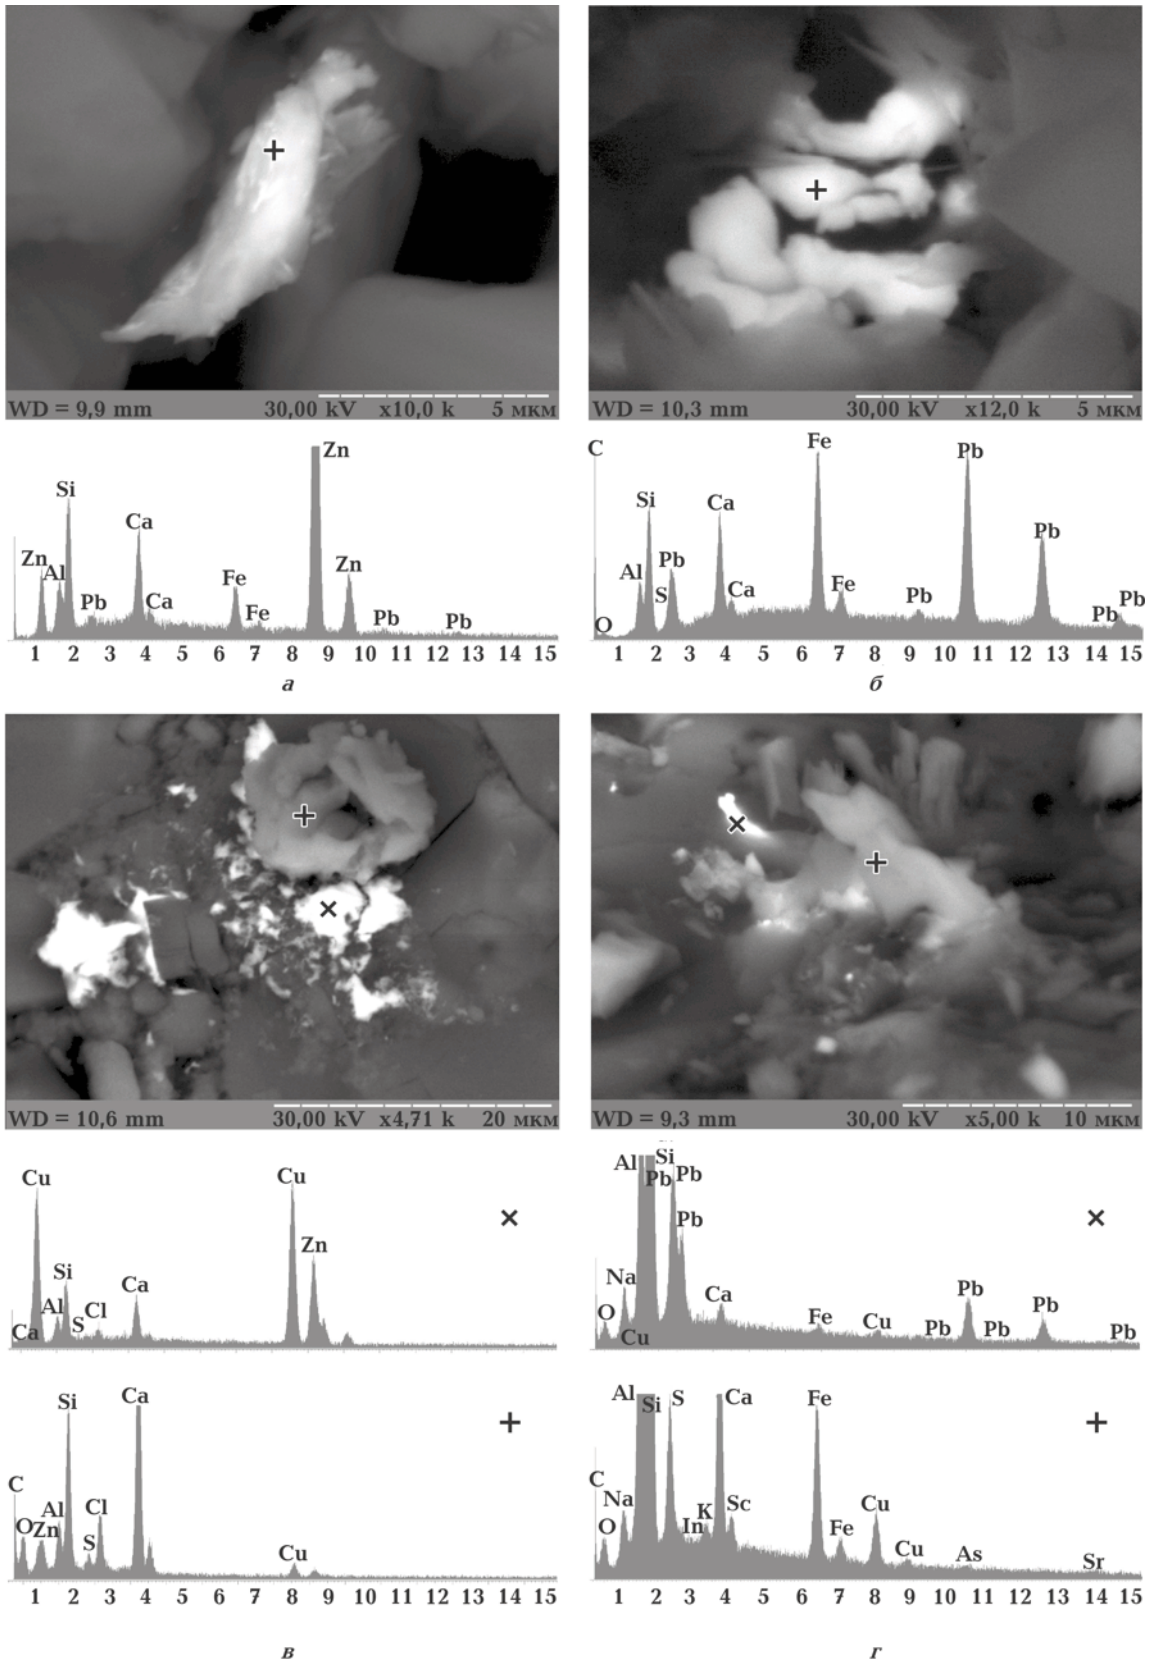 WD = 9,9 mm 30,00 kV x10,0 k 5 мкм
WD = 10,3 mm 30,00 kV x12,0 k 5 мкм
Zn
Si
Ca
Zn
Al
Zn
Fe
Pb
Ca
Fe
Pb
Pb
1 2 3 4 5 6 7 8 9 10 11 12 13 14 15
а
C
Fe
Pb
Si
Ca
Pb
Al
Pb
S
Ca
Fe
Pb
Pb
Pb
O
1 2 3 4 5 6 7 8 9 10 11 12 13 14 15
б
WD = 10,6 mm 30,00 kV x4,71 k 20 мкм
WD = 9,3 mm 30,00 kV x5,00 k 10 мкм
Cu
Cu
×
Zn
Si
Ca
Al
Cl
S
Ca
Si
Ca
+
C
Al
Cl
O
Zn
S
Cu
1 2 3 4 5 6 7 8 9 10 11 12 13 14 15
в
Al
Si
Pb
Pb
Pb
×
Na
Ca
Pb
Pb
O
Fe
Cu
Pb
Pb
Pb
Cu
Al
Si
S
Ca
Fe
+
C
Na
K
Sc
Cu
O
In
Fe
Cu
As
Sr
1 2 3 4 5 6 7 8 9 10 11 12 13 14 15
г